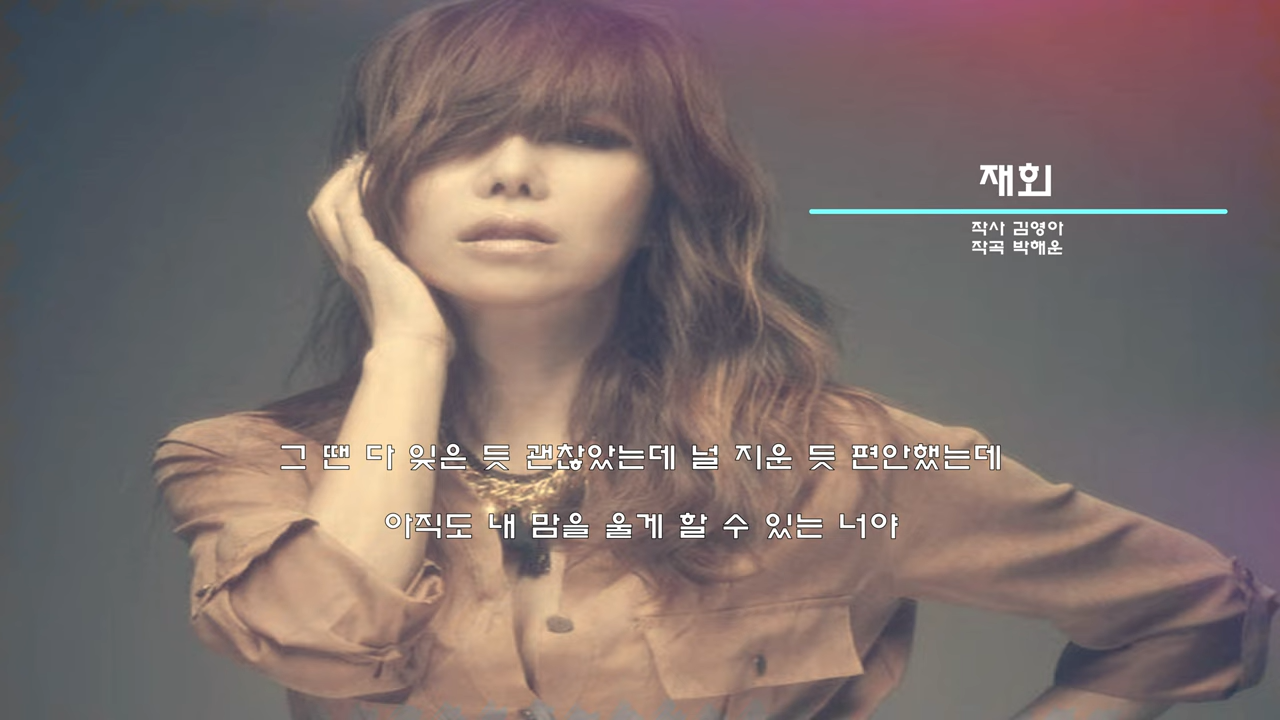 재회
작사 김영아
작곡 박해운
그 땐 다 잊은 듯 괜찮았는데 널 지운 듯 편안했는데
아직도 내 맘을 울게 할 수 있는 너야